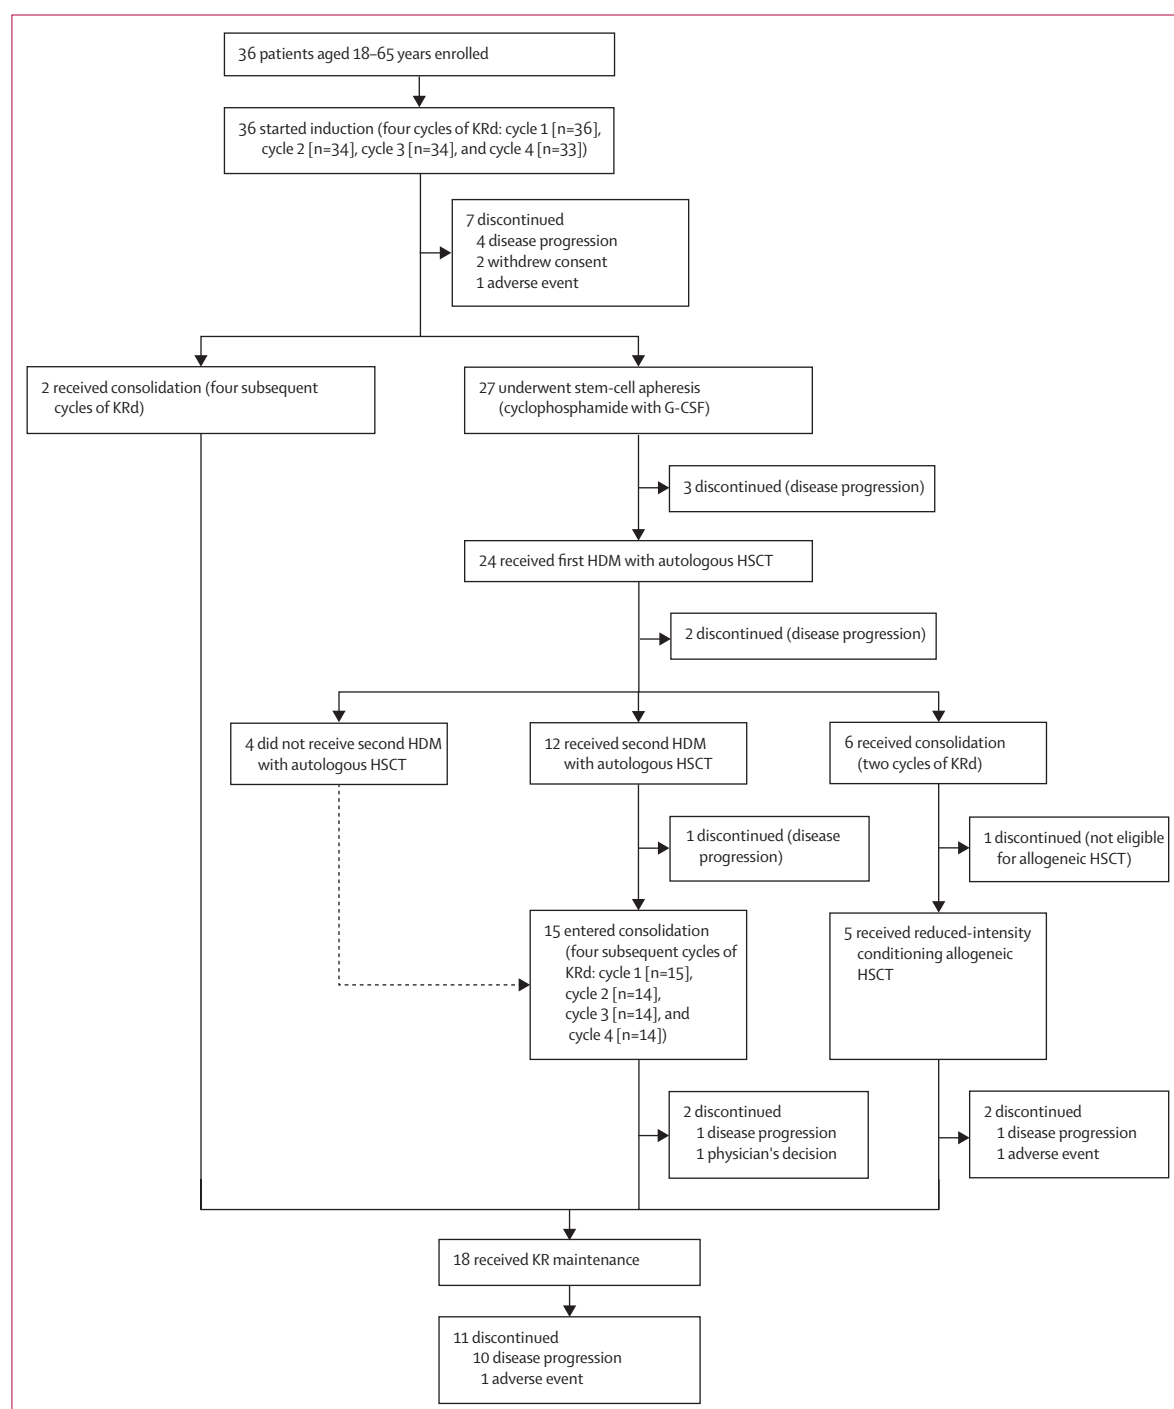 36 patients aged 18–65 years enrolled
36 started induction (four cycles of KRd: cycle 1 [n=36],
cycle 2 [n=34], cycle 3 [n=34], and cycle 4 [n=33])
7 discontinued
4 disease progression
2 withdrew consent
1 adverse event
2 received consolidation (four subsequent
cycles of KRd)
27 underwent stem-cell apheresis
(cyclophosphamide with G-CSF)
3 discontinued (disease progression)
24 received first HDM with autologous HSCT
2 discontinued (disease progression)
4 did not receive second HDM
with autologous HSCT
12 received second HDM
with autologous HSCT
6 received consolidation
(two cycles of KRd)
1 discontinued (disease
progression)
1 discontinued (not eligible
for allogeneic HSCT)
15 entered consolidation
(four subsequent cycles of
KRd: cycle 1 [n=15],
cycle 2 [n=14],
cycle 3 [n=14], and
cycle 4 [n=14])
5 received reduced-intensity
conditioning allogeneic
HSCT
2 discontinued
1 disease progression
1 physician's decision
2 discontinued
1 disease progression
1 adverse event
18 received KR maintenance
11 discontinued
10 disease progression
1 adverse event